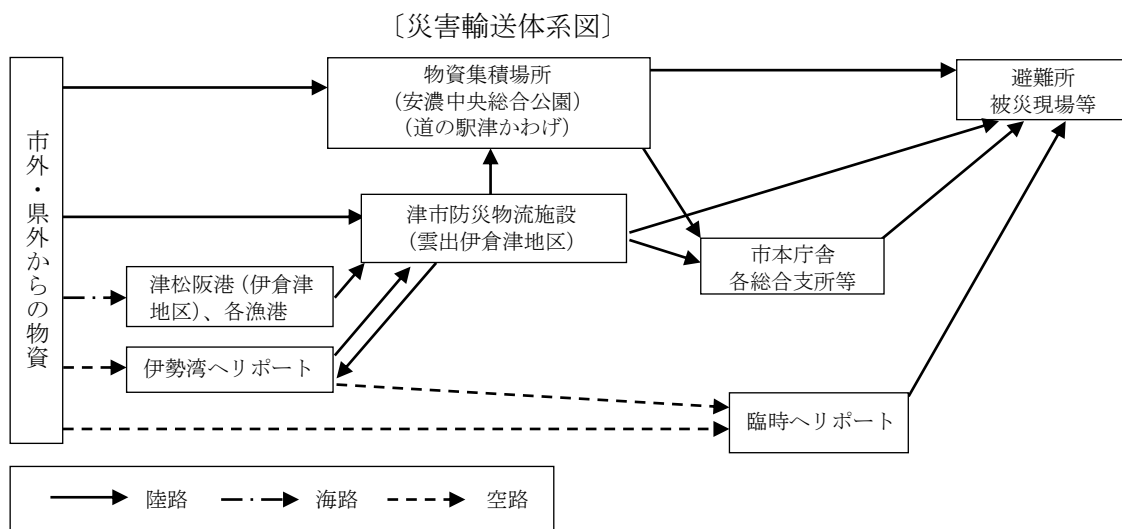 〔災害輸送体系図〕
市外・県外からの物資
物資集積場所
（安濃中央総合公園）
（道の駅津かわげ）
避難所
被災現場等
津市防災物流施設
（雲出伊倉津地区）
市本庁舎
各総合支所等
津松阪港（伊倉津
地区）、各漁港
伊勢湾ヘリポート
臨時ヘリポート
陸路
海路
空路